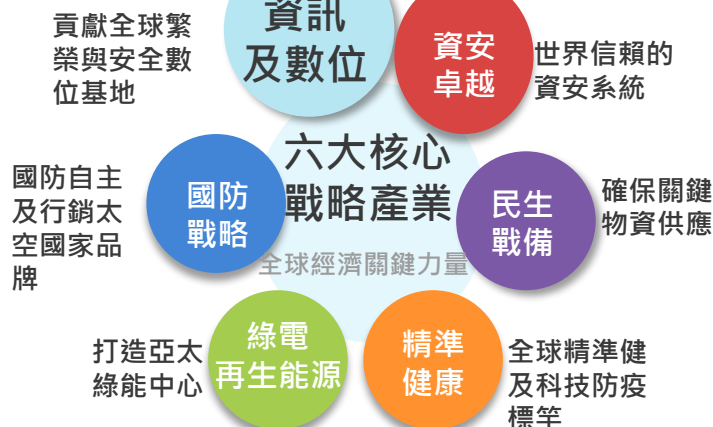 貢獻全球繁
榮與安全數
位基地
資訊
及數位
資安
卓越
世界信賴的
資安系統
國防自主
及行銷太
空國家品
牌
國防
戰略
六大核心
戰略產業
全球經濟關鍵力量
民生
戰備
確保關鍵
物資供應
打造亞太
綠能中心
綠電
再生能源
精準
健康
全球精準健
及科技防疫
標竿